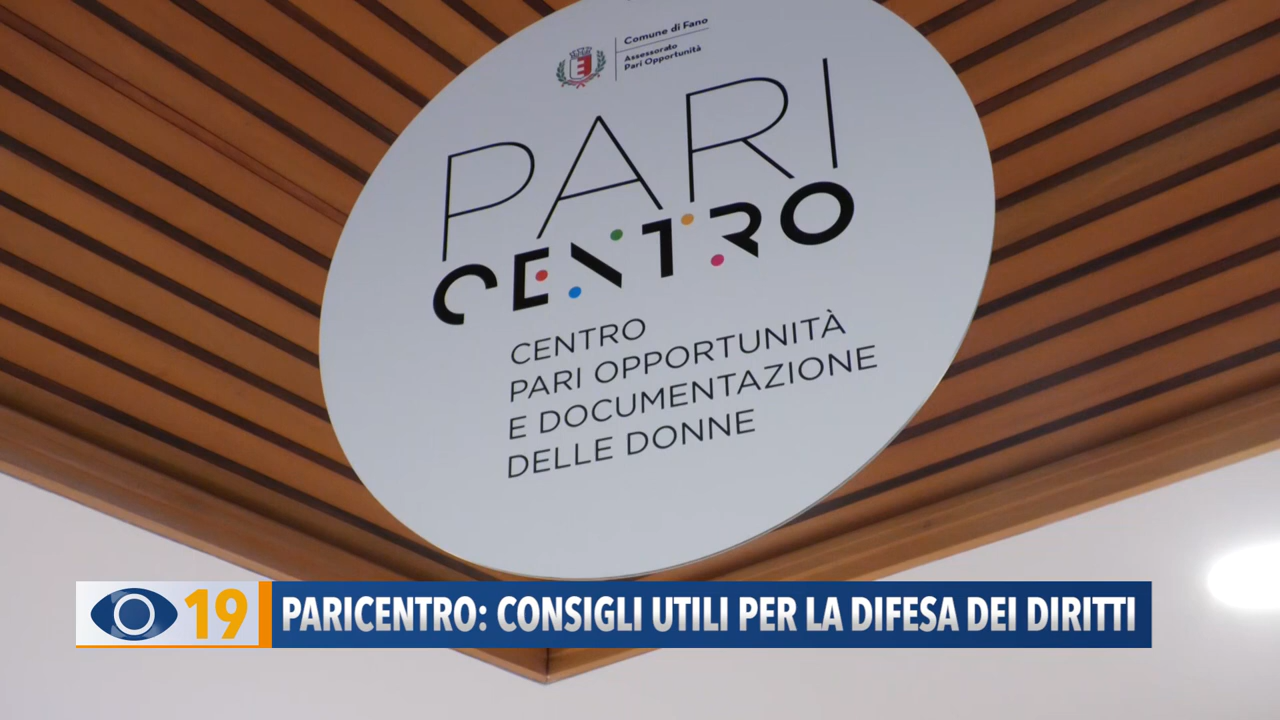 Comune di Fano
Assessorato
Pari Opportunità
PARI
CENTRO
CENTRO
PARI OPPORTUNITÀ
E DOCUMENTAZIONE
DELLE DONNE
19 PARICENTRO: CONSIGLI UTILI PER LA DIFESA DEI DIRITTI